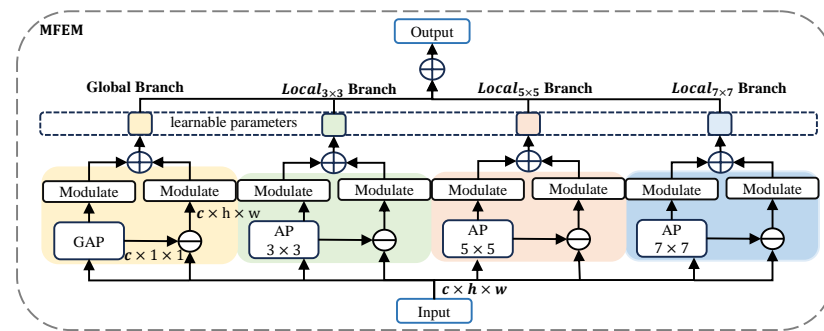 MFEM
Output
Global Branch
Local3×3 Branch
Local5×5 Branch
Local7×7 Branch
learnable parameters
Modulate
Modulate
Modulate
Modulate
Modulate
Modulate
Modulate
Modulate
c × h × w
GAP
c × 1 × 1
AP
3 × 3
AP
5 × 5
AP
7 × 7
c × h × w
Input